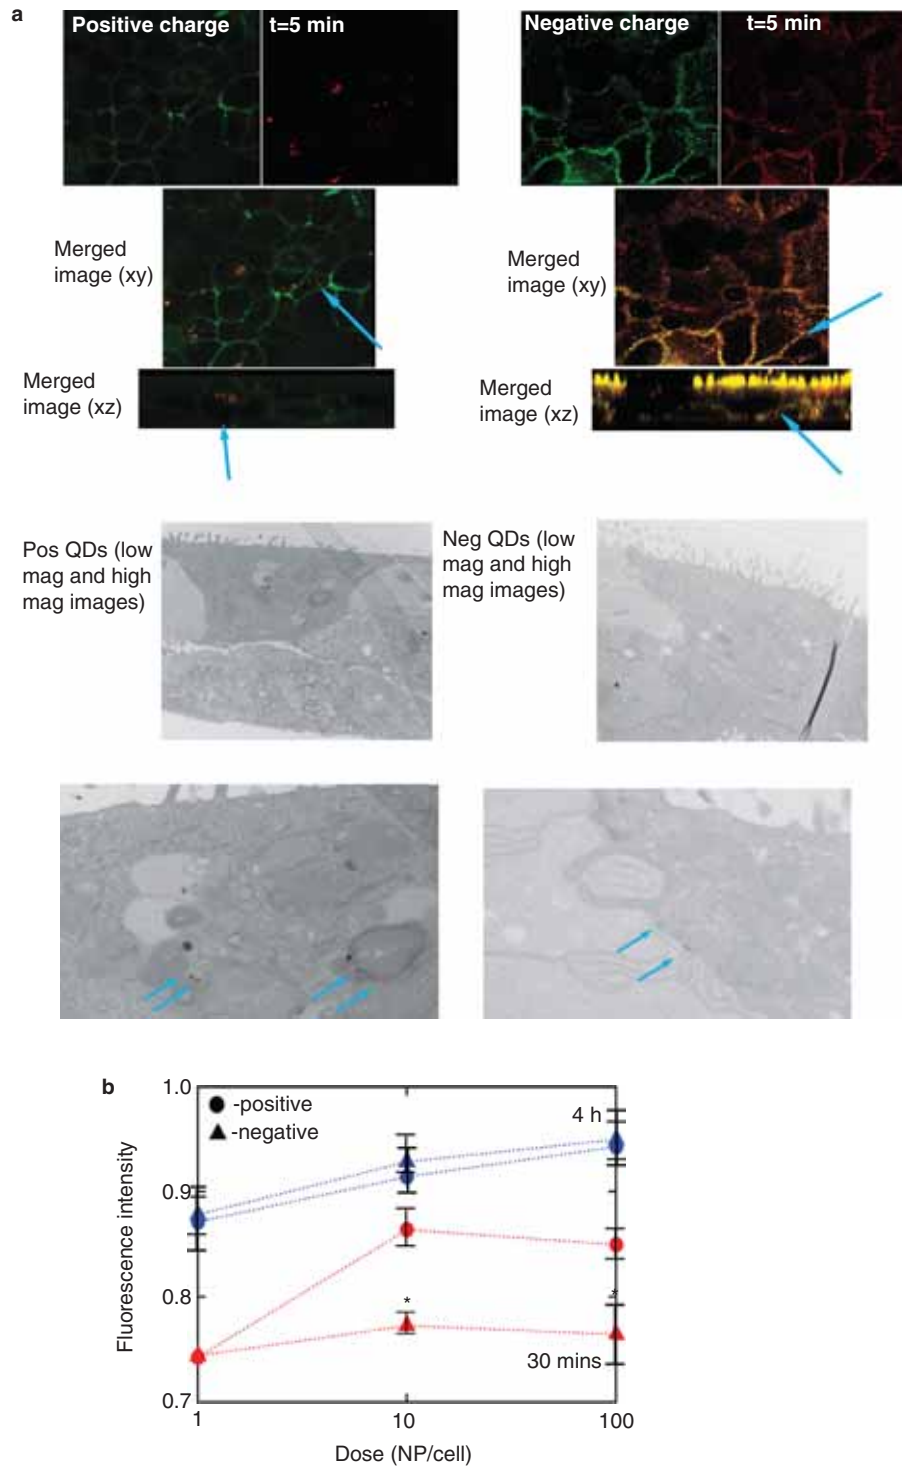 a
Positive charge t=5 min
Negative charge t=5 min
Merged
image (xy)
Merged
image (xy)
Merged
image (xz)
Merged
image (xz)
Pos QDs (low
mag and high
mag images)
Neg QDs (low
mag and high
mag images)
b
1.0
0.9
0.8
0.7
Fluorescence intensity
-positive
-negative
4 h
*
*
30 mins
1 10 100
Dose (NP/cell)